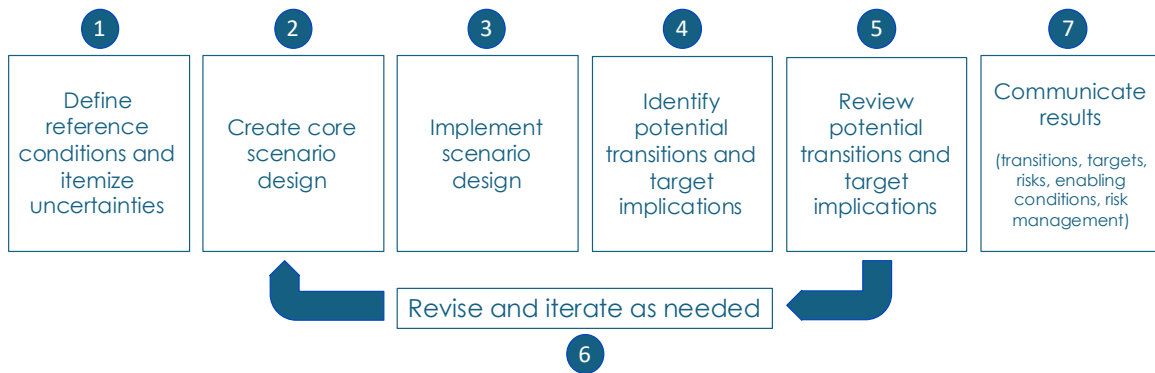 1
Define
reference
conditions and
itemize
uncertainties
2
Create core
scenario
design
3
Implement
scenario
design
4
Identify
potential
transitions and
target
implications
5
Review
potential
transitions and
target
implications
7
Communicate
results
(transitions, targets,
risks, enabling
conditions, risk
management)
Revise and iterate as needed
6